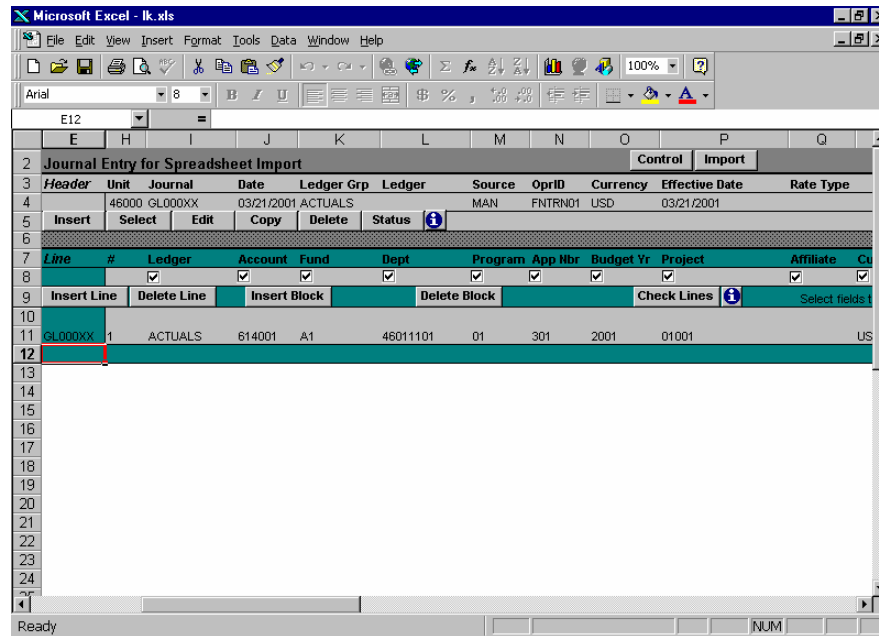 Microsoft Excel - lk.xls
File Edit View Insert Format Tools Data Window Help
100%
Arial 8 B I U $ % ,
E12 =
E H I J K L M N O P Q
2 Journal Entry for Spreadsheet Import Control Import
3 Header Unit Journal Date Ledger Grp Ledger Source OprID Currency Effective Date Rate Type
4 46000 GL000XX 03/21/2001 ACTUALS MAN FNTRN01 USD 03/21/2001
5 Insert Select Edit Copy Delete Status
6
7 Line # Ledger Account Fund Dept Program App Nbr Budget Yr Project Affiliate Cu
8
9 Insert Line Delete Line Insert Block Delete Block Check Lines Select fields t
10
11 GL000XX 1 ACTUALS 614001 A1 46011101 01 301 2001 01001 US
12
13
14
15
16
17
18
19
20
21
22
23
24
Ready NUM